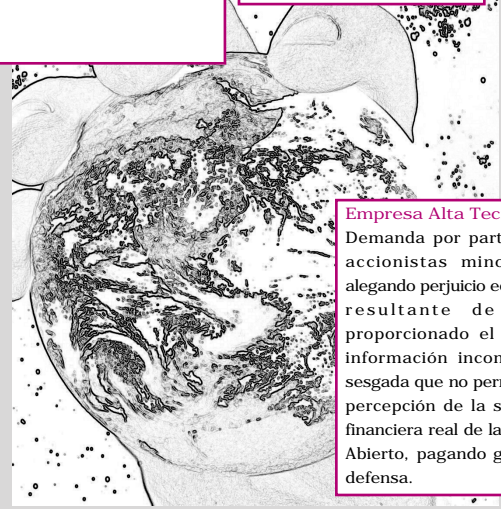 Empresa Alta Tec
Demanda por part
accionistas mino
alegando perjuicio e
resultante de
proporcionado el
información incon
sesgada que no perr
percepción de la s
financiera real de la
Abierto, pagando g
defensa.